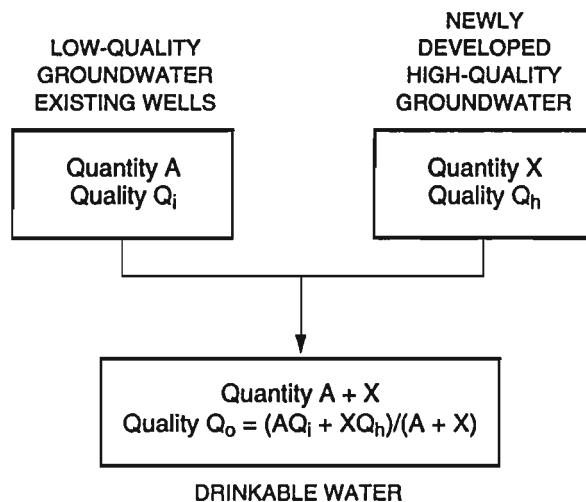 LOW-QUALITY
GROUNDWATER
EXISTING WELLS
Quantity A
Quality Qi
NEWLY
DEVELOPED
HIGH-QUALITY
GROUNDWATER
Quantity X
Quality Qh
Quantity A + X
Quality Qo = (AQi + XQh)/(A + X)
DRINKABLE WATER